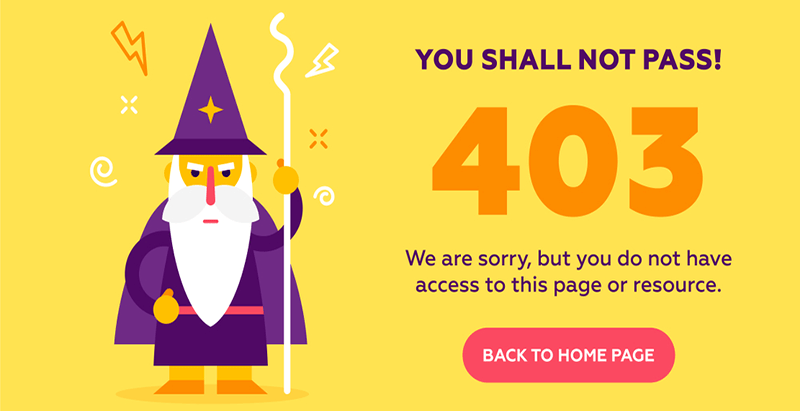 YOU SHALL NOT PASS!
403
We are sorry, but you do not have
access to this page or resource.
BACK TO HOME PAGE